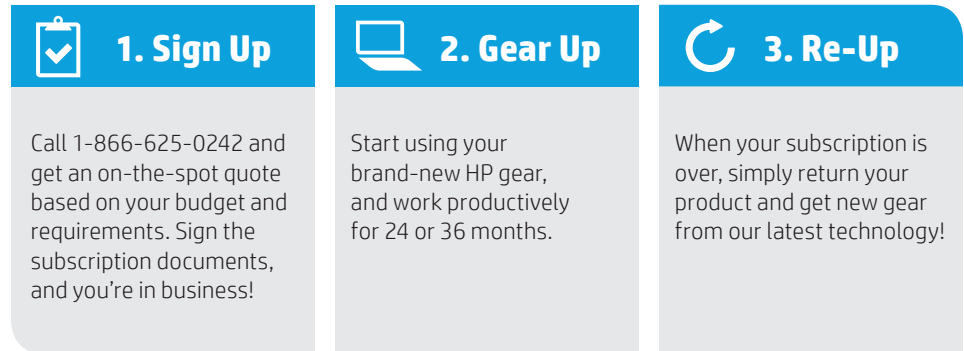 1. Sign Up
Call 1-866-625-0242 and
get an on-the-spot quote
based on your budget and
requirements. Sign the
subscription documents,
and you’re in business!
2. Gear Up
Start using your
brand-new HP gear,
and work productively
for 24 or 36 months.
3. Re-Up
When your subscription is
over, simply return your
product and get new gear
from our latest technology!